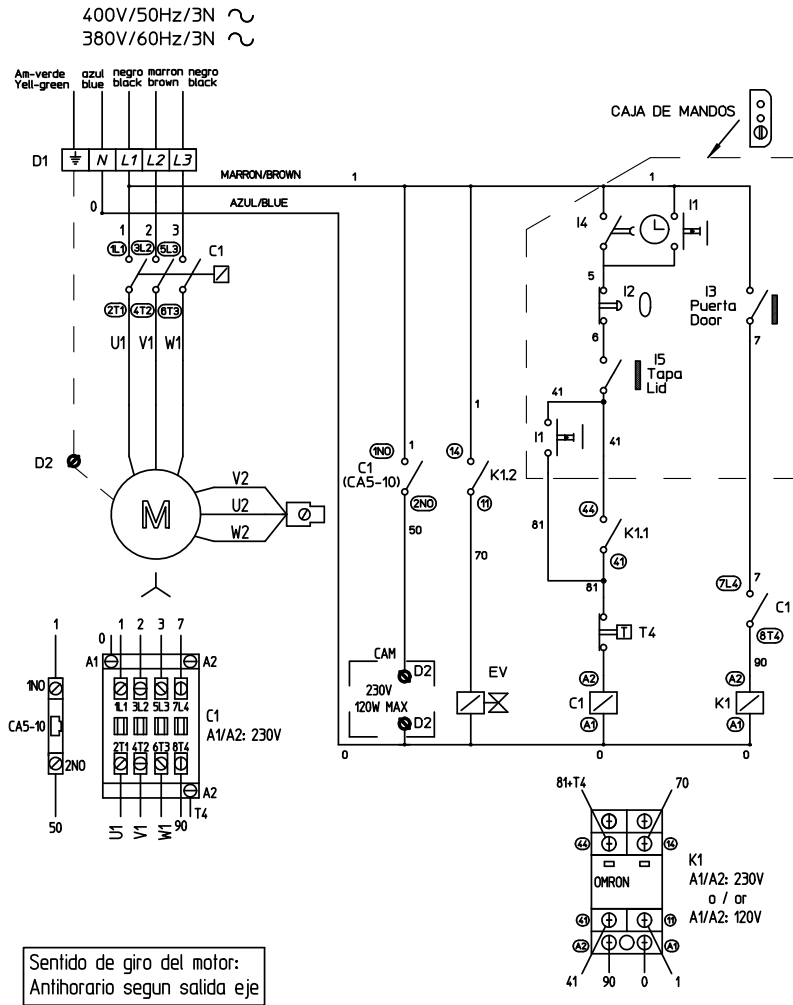 400V/50Hz/3N
380V/60Hz/3N
Am-verde azul negro marron negro
Yell-green blue black brown black
CAJA DE MANDOS
D1 N L1 L2 L3
MARRON/BROWN 1 1
0 AZUL/BLUE
I4 I1
1 2 3
1L1 3L2 5L3 C1
5
I2
I3
Puerta
Door
2T1 4T2 6T3
U1 V1 W1
6
7
I5
Tapa
Lid
41
1
I1
41
D2
1NO 1
14
C1
(CA5-10)
K1.2
V2
M
U2
W2
2NO
11
44
50
81
K1.1
70
41
81
7L4 7
C1
1 0 1 2 3 7
T T4
8T4
A1 A2
CAM
D2
EV
A2
90
A2
1NO
230V
120W MAX
1L1 3L2 5L3 7L4
C1
A1/A2: 230V
C1
K1
CA5-10
D2
A1
A1
2T1 4T2 6T3 8T4
2NO
0 0 0
A2
T4
50
U1 V1 W1 90
81+T4 70
44 14
K1
A1/A2: 230V
o / or
A1/A2: 120V
OMRON
41 11
A2 A1
41 90 0 1
Sentido de giro del motor:
Antihorario segun salida eje